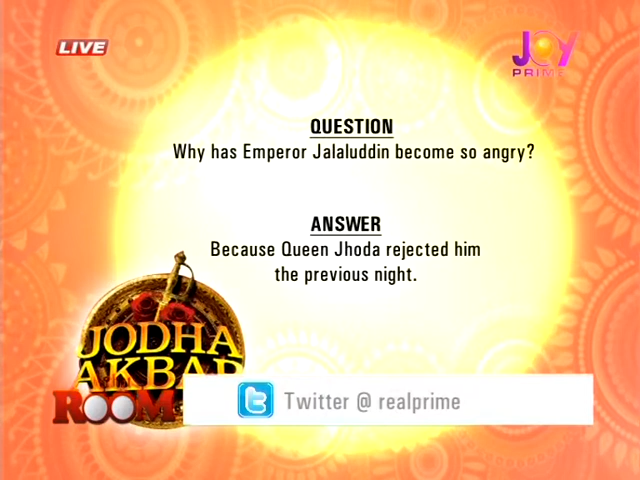 LIVE
JOY
PRIME
QUESTION
Why has Emperor Jalaluddin become so angry?
ANSWER
Because Queen Jhoda rejected him
the previous night.
JODHA
AKBAR
ROOM
Twitter @ realprime